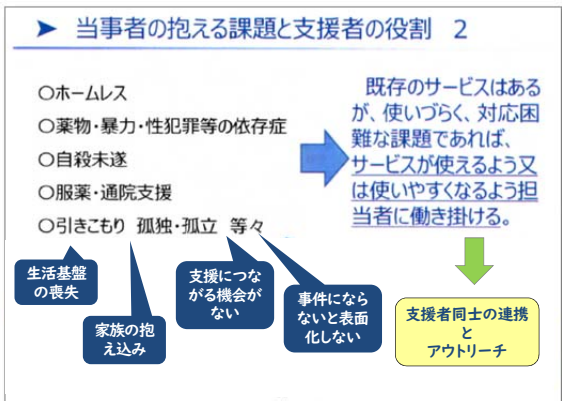 ➤ 当事者の抱える課題と支援者の役割 2
○ホームレス
○薬物・暴力・性犯罪等の依存症
○自殺未遂
○服薬・通院支援
○引きこもり 孤独・孤立 等々
既存のサービスはある
が、使いづらく、対応困
難な課題であれば、
サービスが使えるよう又
は使いやすくなるよう担
当者に働き掛ける。
生活基盤
の喪失
家族の抱
え込み
支援につな
がる機会が
ない
事件になら
ないと表面
化しない
支援者同士の連携
と
アウトリーチ